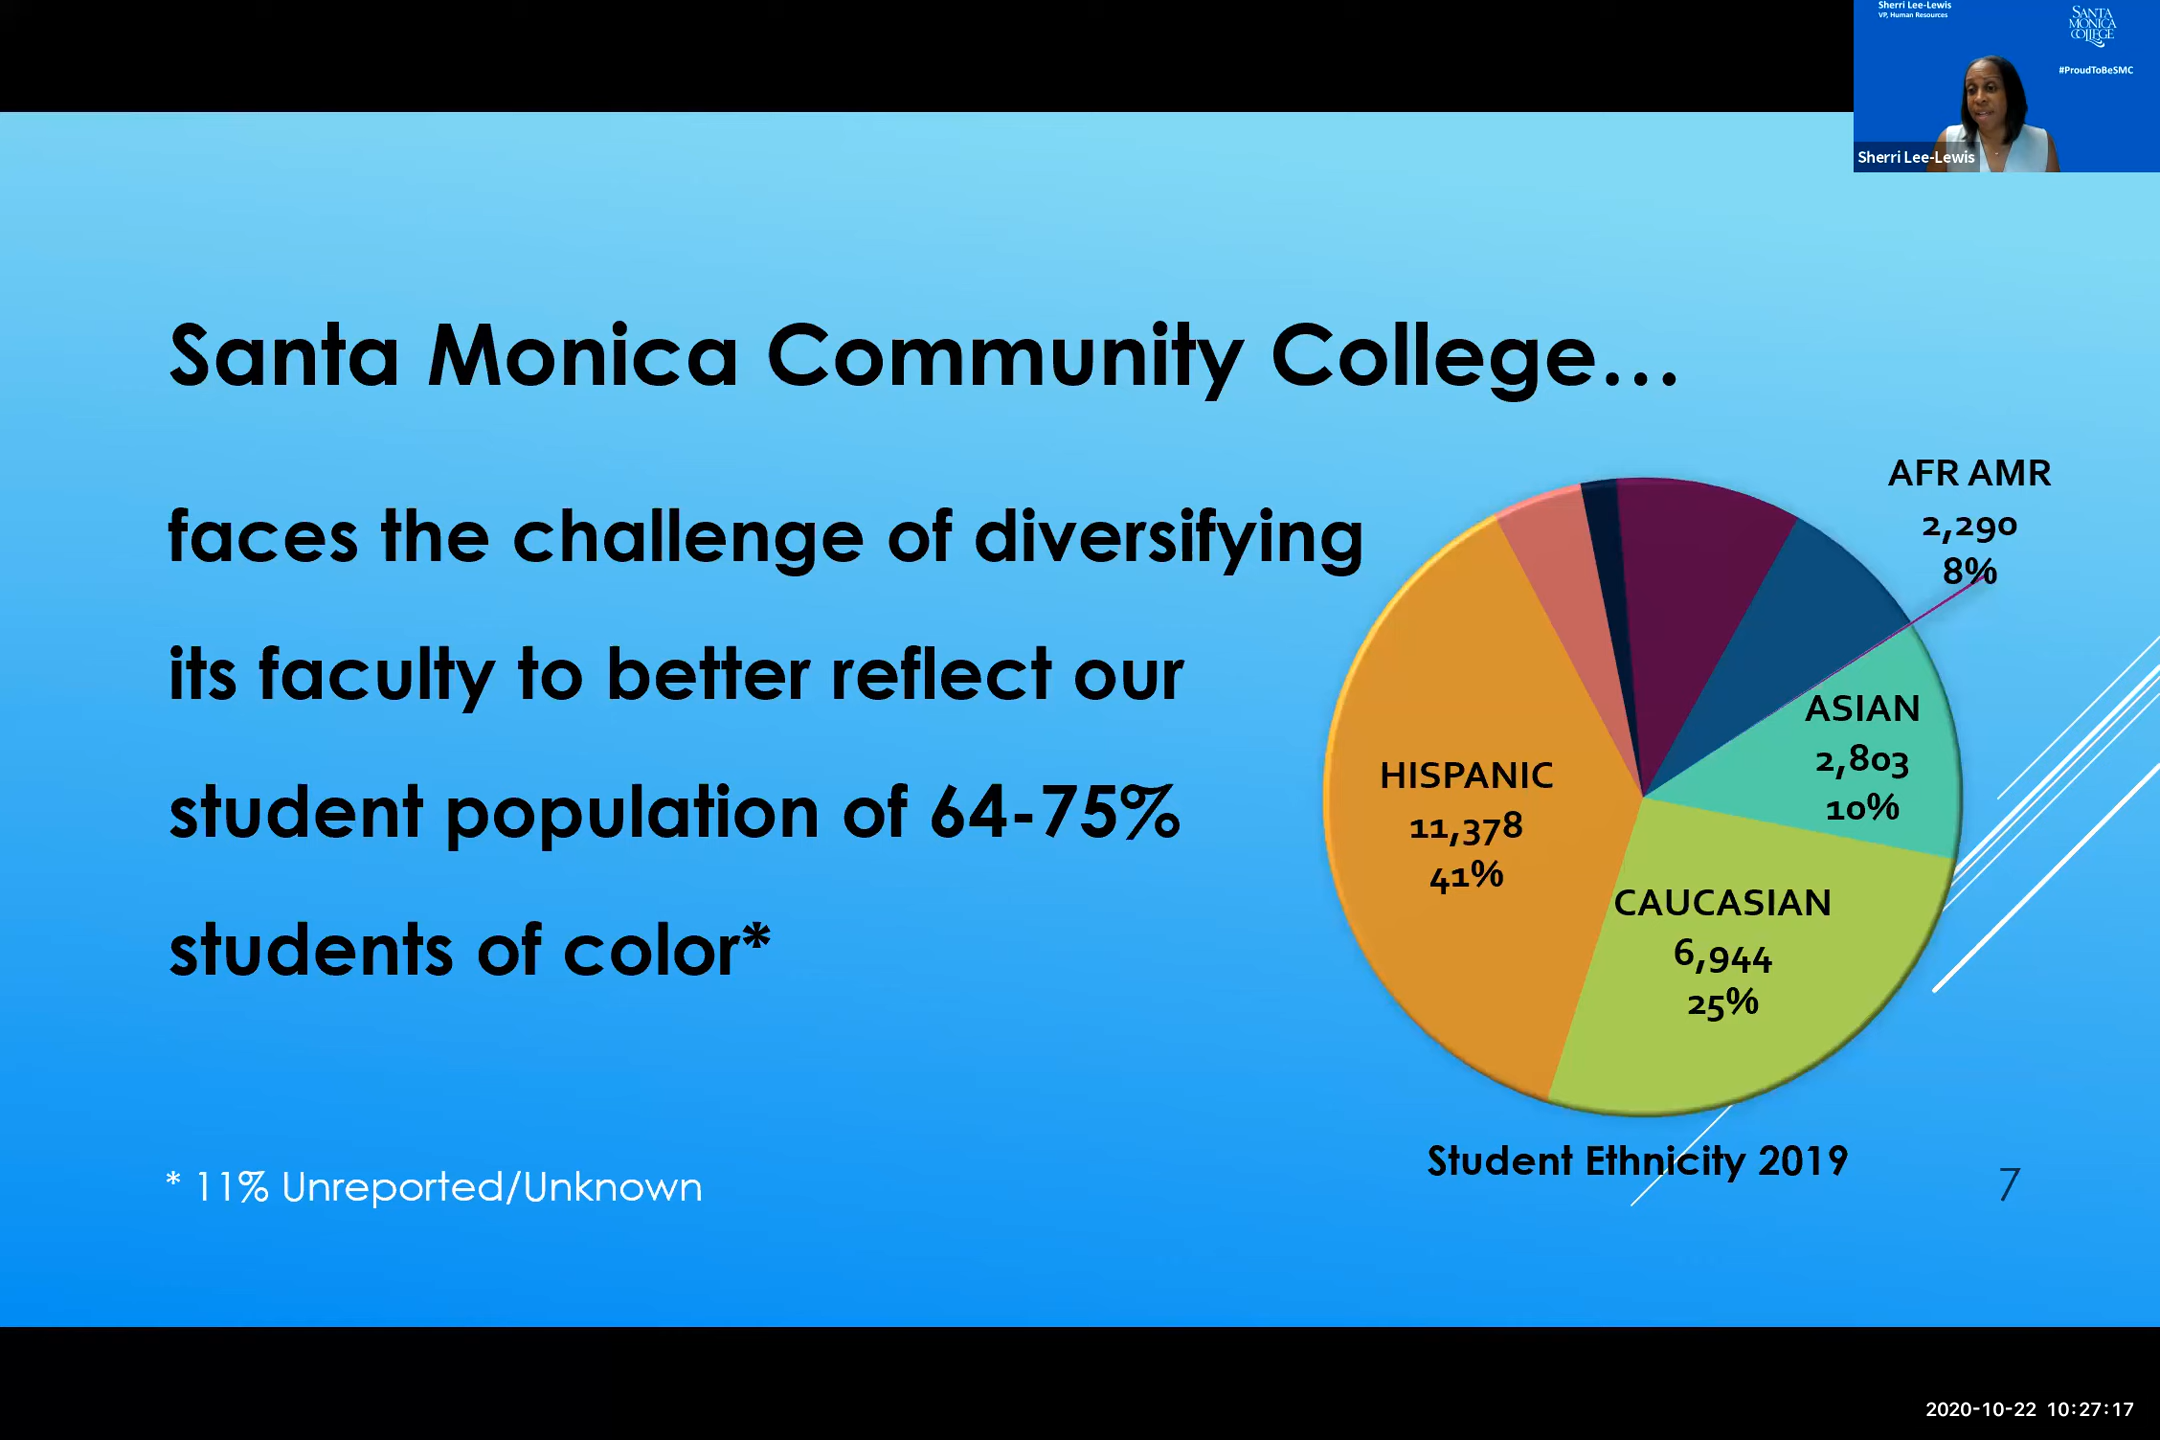 Sherri Lee-Lewis
VP, Human Resources
SANTA
MONICA
COLLEGE
#ProudToBeSMC
Sherri Lee-Lewis
Santa Monica Community College…
faces the challenge of diversifying
its faculty to better reflect our
student population of 64-75%
students of color*
AFR AMR
2,290
8%
ASIAN
2,803
10%
HISPANIC
11,378
41%
CAUCASIAN
6,944
25%
Student Ethnicity 2019
* 11% Unreported/Unknown
7
2020-10-22 10:27:17